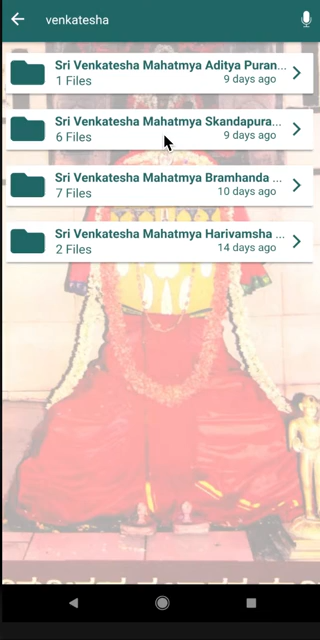 venkatesha
Sri Venkatesha Mahatmya Aditya Puran...
1 Files
9 days ago
Sri Venkatesha Mahatmya Skandapura...
6 Files
9 days ago
Sri Venkatesha Mahatmya Bramhanda ...
7 Files
10 days ago
Sri Venkatesha Mahatmya Harivamsha ...
2 Files
14 days ago